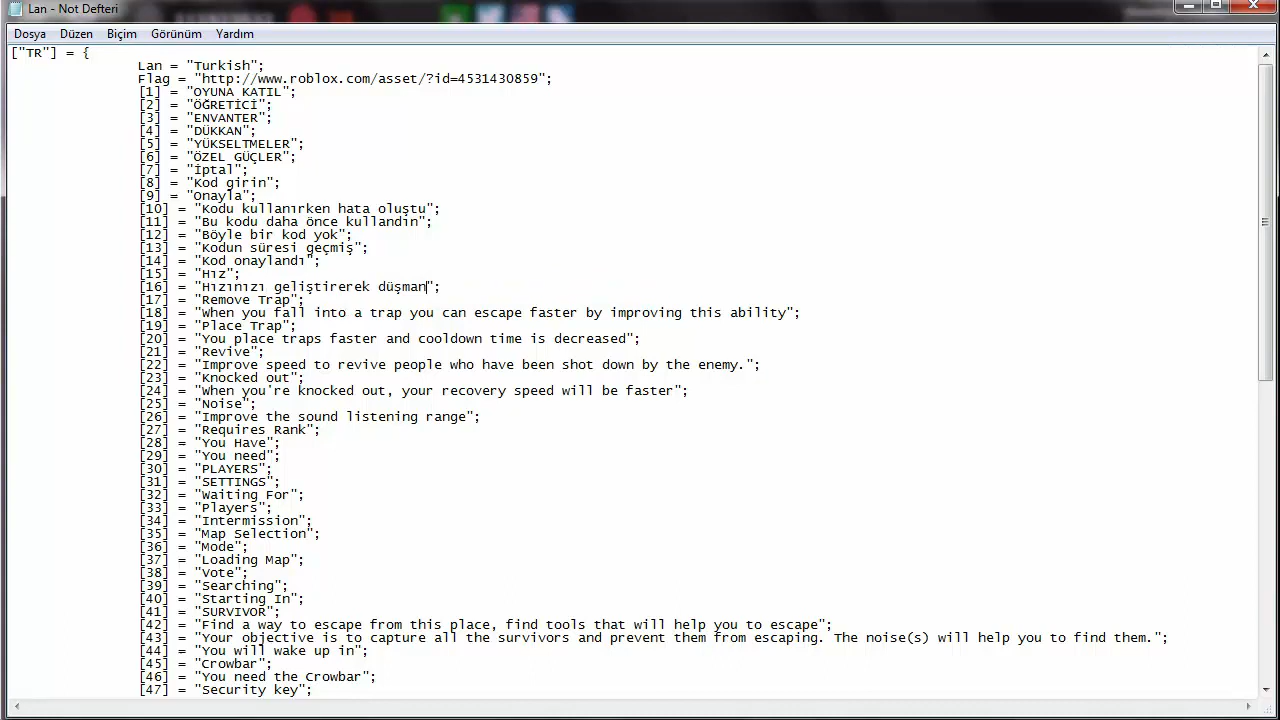 Lan - Not Defteri
Dosya Düzen Biçim Görünüm Yardım
["TR"] = {
Lan = "Turkish";
Flag = "http://www.roblox.com/asset/?id=4531430859";
[1] = "OYUNA KATIL";
[2] = "ÖĞRETİCİ";
[3] = "ENVANTER";
[4] = "DÜKKAN";
[5] = "YÜKSELTMELER";
[6] = "ÖZEL GÜÇLER";
[7] = "İptal";
[8] = "Kod girin";
[9] = "Onayla";
[10] = "Kodu kullanırken hata oluştu";
[11] = "Bu kodu daha önce kullandın";
[12] = "Böyle bir kod yok";
[13] = "Kodun süresi geçmiş";
[14] = "Kod onaylandı";
[15] = "Hız";
[16] = "Hızınızı geliştirerek düşman";
[17] = "Remove Trap";
[18] = "When you fall into a trap you can escape faster by improving this ability";
[19] = "Place Trap";
[20] = "You place traps faster and cooldown time is decreased";
[21] = "Revive";
[22] = "Improve speed to revive people who have been shot down by the enemy.";
[23] = "Knocked out";
[24] = "When you're knocked out, your recovery speed will be faster";
[25] = "Noise";
[26] = "Improve the sound listening range";
[27] = "Requires Rank";
[28] = "You Have";
[29] = "You need";
[30] = "PLAYERS";
[31] = "SETTINGS";
[32] = "Waiting For";
[33] = "Players";
[34] = "Intermission";
[35] = "Map Selection";
[36] = "Mode";
[37] = "Loading Map";
[38] = "Vote";
[39] = "Searching";
[40] = "Starting In";
[41] = "SURVIVOR";
[42] = "Find a way to escape from this place, find tools that will help you to escape";
[43] = "Your objective is to capture all the survivors and prevent them from escaping. The noise(s) will help you to find them.";
[44] = "You will wake up in";
[45] = "Crowbar";
[46] = "You need the Crowbar";
[47] = "Security key";